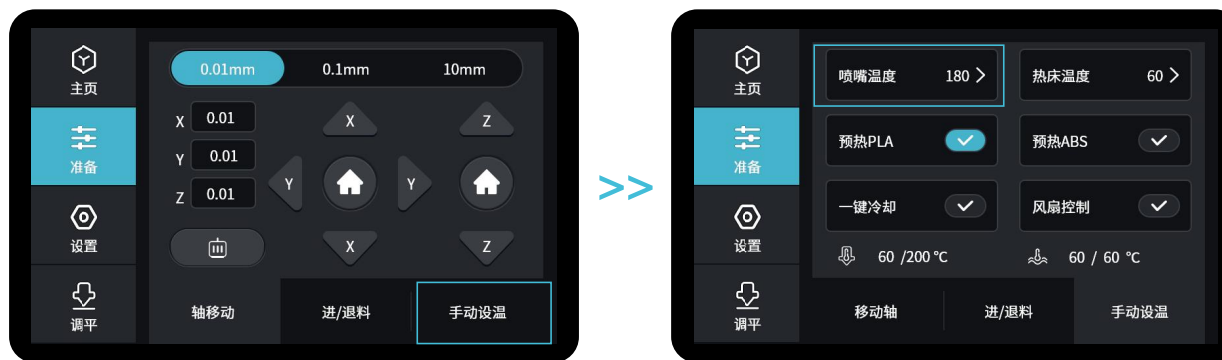 主页
准备
设置
调平
0.01mm 0.1mm 10mm
X 0.01
Y 0.01
Z 0.01
X Z
Y Y
X Z
轴移动 进/退料 手动设温
>>
主页
准备
设置
调平
喷嘴温度 180 > 热床温度 60 >
预热PLA 预热ABS
一键冷却 风扇控制
60 /200 ℃ 60 / 60 ℃
移动轴 进/退料 手动设温